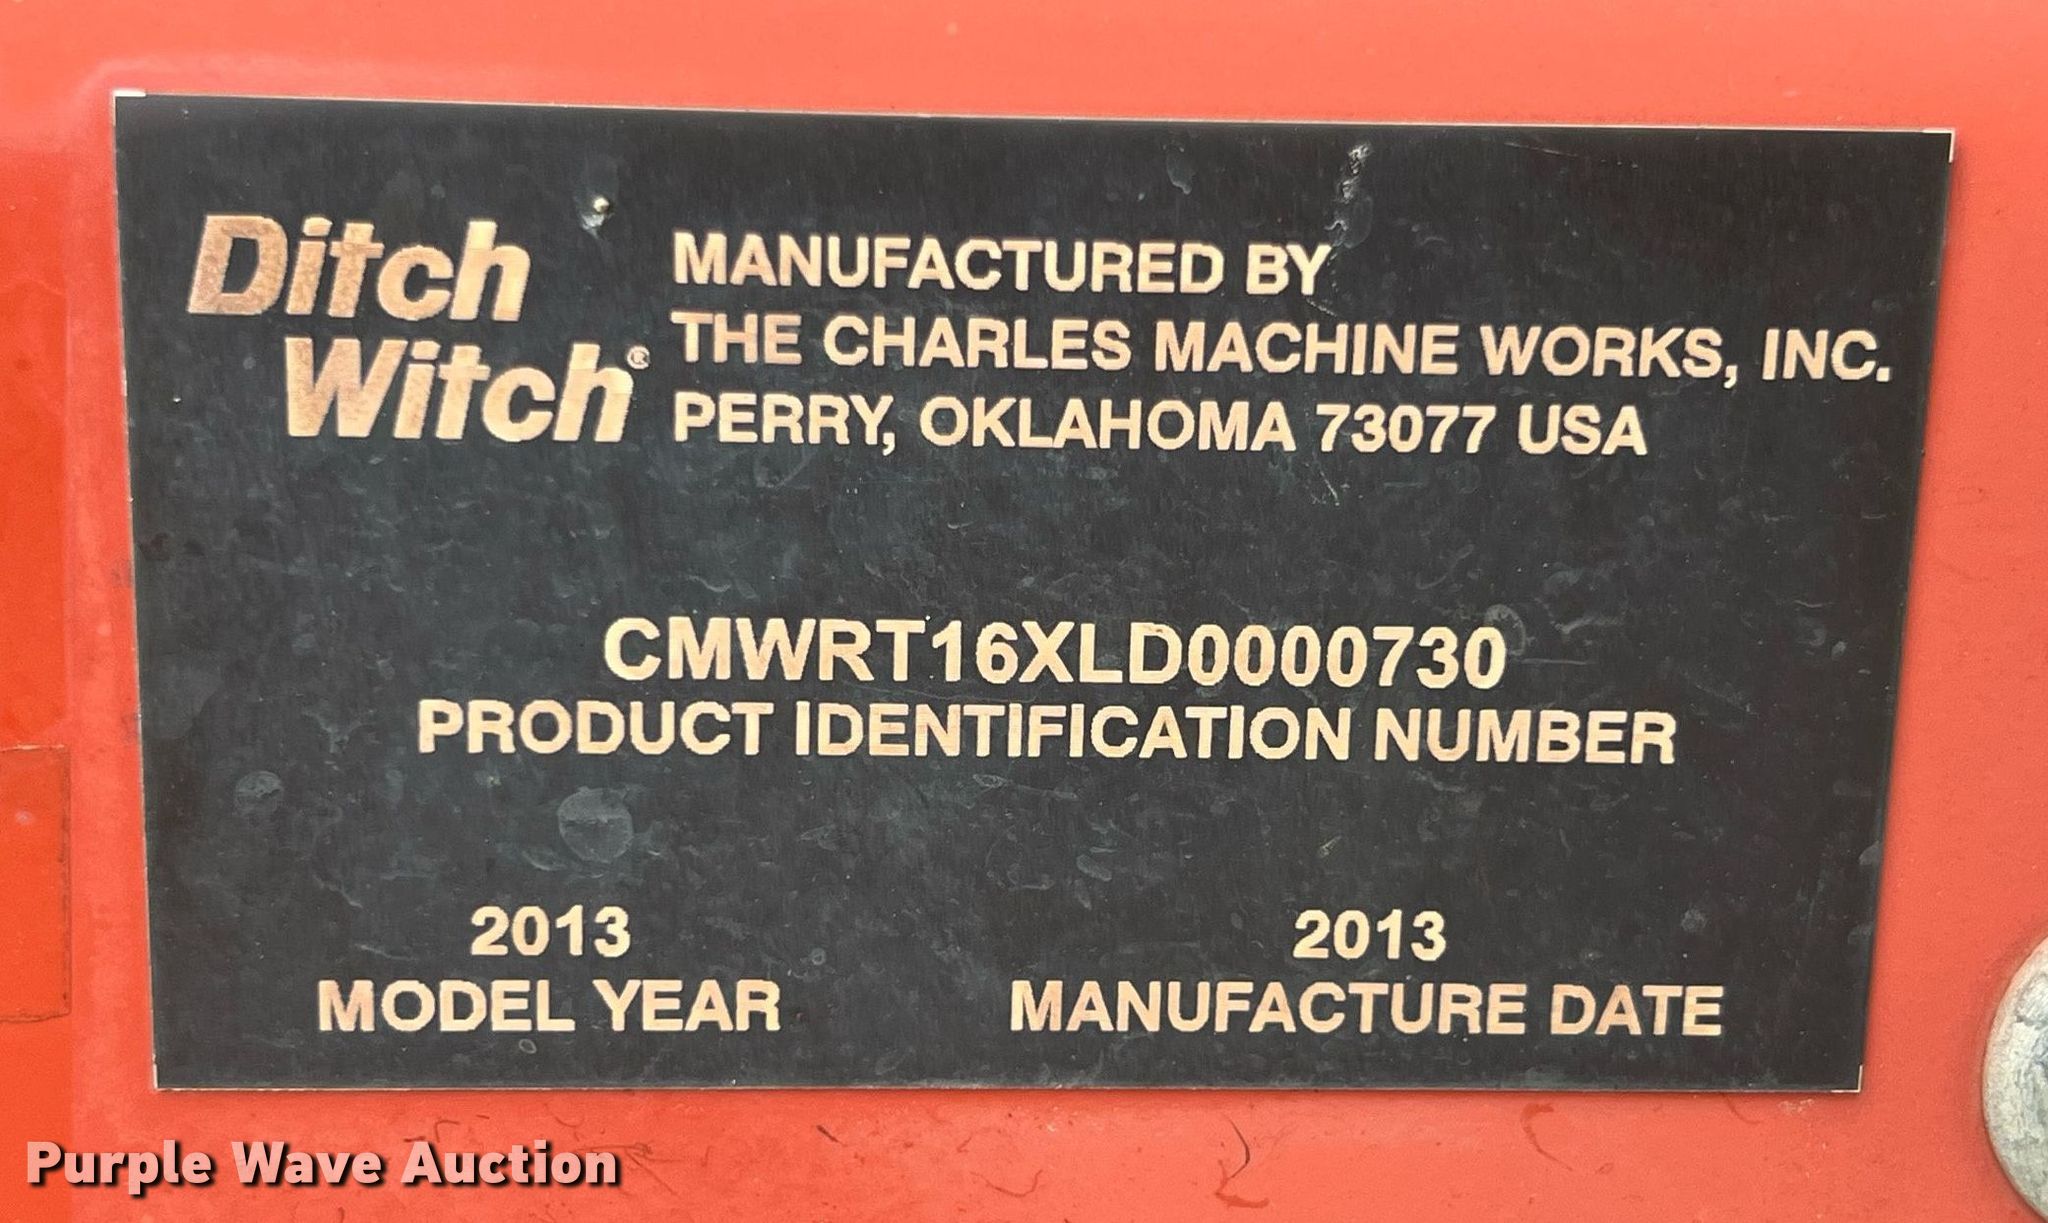 Ditch
Witch®
MANUFACTURED BY
THE CHARLES MACHINE WORKS, INC.
PERRY, OKLAHOMA 73077 USA
CMWRT16XLD0000730
PRODUCT IDENTIFICATION NUMBER
2013
MODEL YEAR
2013
MANUFACTURE DATE
Purple Wave Auction